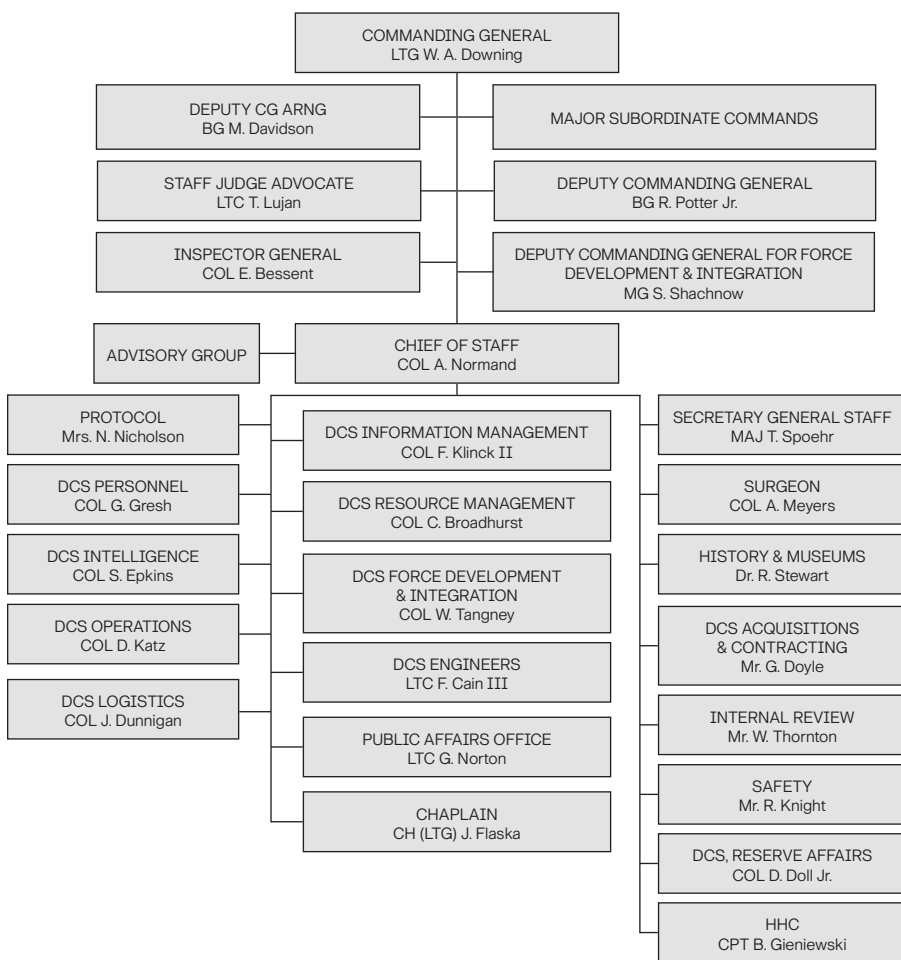 COMMANDING GENERAL
LTG W. A. Downing
DEPUTY CG ARNG
BG M. Davidson
MAJOR SUBORDINATE COMMANDS
STAFF JUDGE ADVOCATE
LTC T. Lujan
DEPUTY COMMANDING GENERAL
BG R. Potter Jr.
INSPECTOR GENERAL
COL E. Bessent
DEPUTY COMMANDING GENERAL FOR FORCE
DEVELOPMENT & INTEGRATION
MG S. Shachnow
ADVISORY GROUP
CHIEF OF STAFF
COL A. Normand
PROTOCOL
Mrs. N. Nicholson
DCS PERSONNEL
COL G. Gresh
DCS INTELLIGENCE
COL S. Epkins
DCS OPERATIONS
COL D. Katz
DCS LOGISTICS
COL J. Dunnigan
DCS INFORMATION MANAGEMENT
COL F. Klinck II
DCS RESOURCE MANAGEMENT
COL C. Broadhurst
DCS FORCE DEVELOPMENT
& INTEGRATION
COL W. Tangney
DCS ENGINEERS
LTC F. Cain III
PUBLIC AFFAIRS OFFICE
LTC G. Norton
CHAPLAIN
CH (LTG) J. Flaska
SECRETARY GENERAL STAFF
MAJ T. Spoehr
SURGEON
COL A. Meyers
HISTORY & MUSEUMS
Dr. R. Stewart
DCS ACQUISITIONS
& CONTRACTING
Mr. G. Doyle
INTERNAL REVIEW
Mr. W. Thornton
SAFETY
Mr. R. Knight
DCS, RESERVE AFFAIRS
COL D. Doll Jr.
HHC
CPT B. Gieniewski